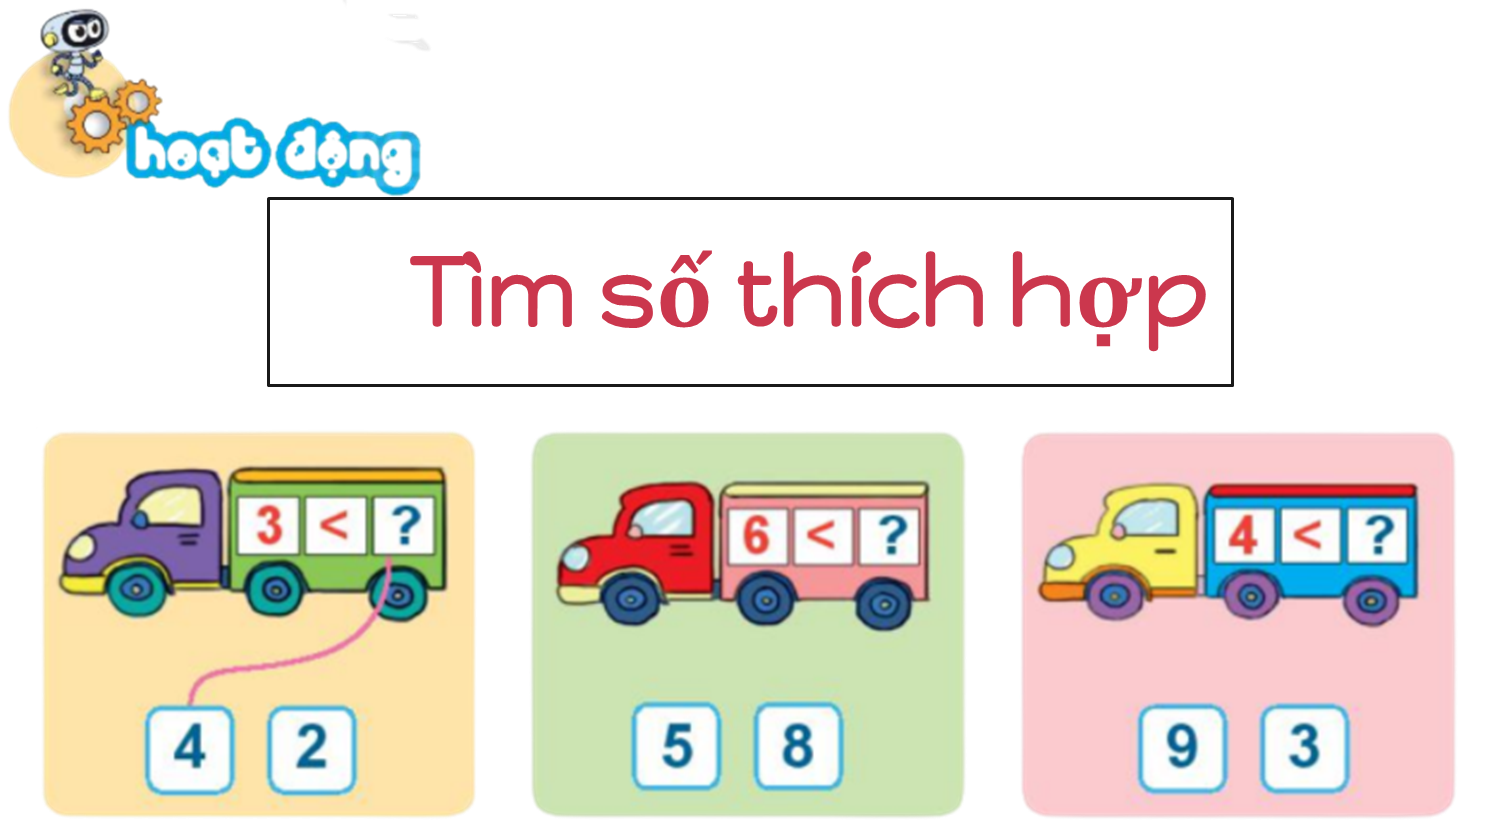 hoạt động
Tìm số thích hợp
3 < ?
6 < ?
4 < ?
4 2
5 8
9 3